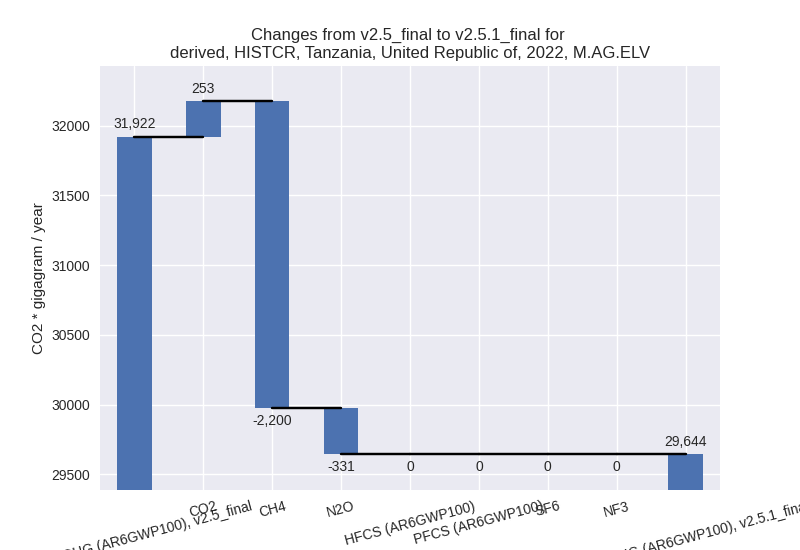 Changes from v2.5_final to v2.5.1_final for
derived, HISTCR, Tanzania, United Republic of, 2022, M.AG.ELV
253
31,922
32000
31500
31000
30500
30000
29500
CO2 * gigagram / year
-2,200
-331
0
0
0
0
29,644
(AR6GWP100), v2.5_final
CO2
CH4
N2O
HFCS (AR6GWP100)
PFCS (AR6GWP100)
SF6
NF3
(AR6GWP100), v2.5.1_fina